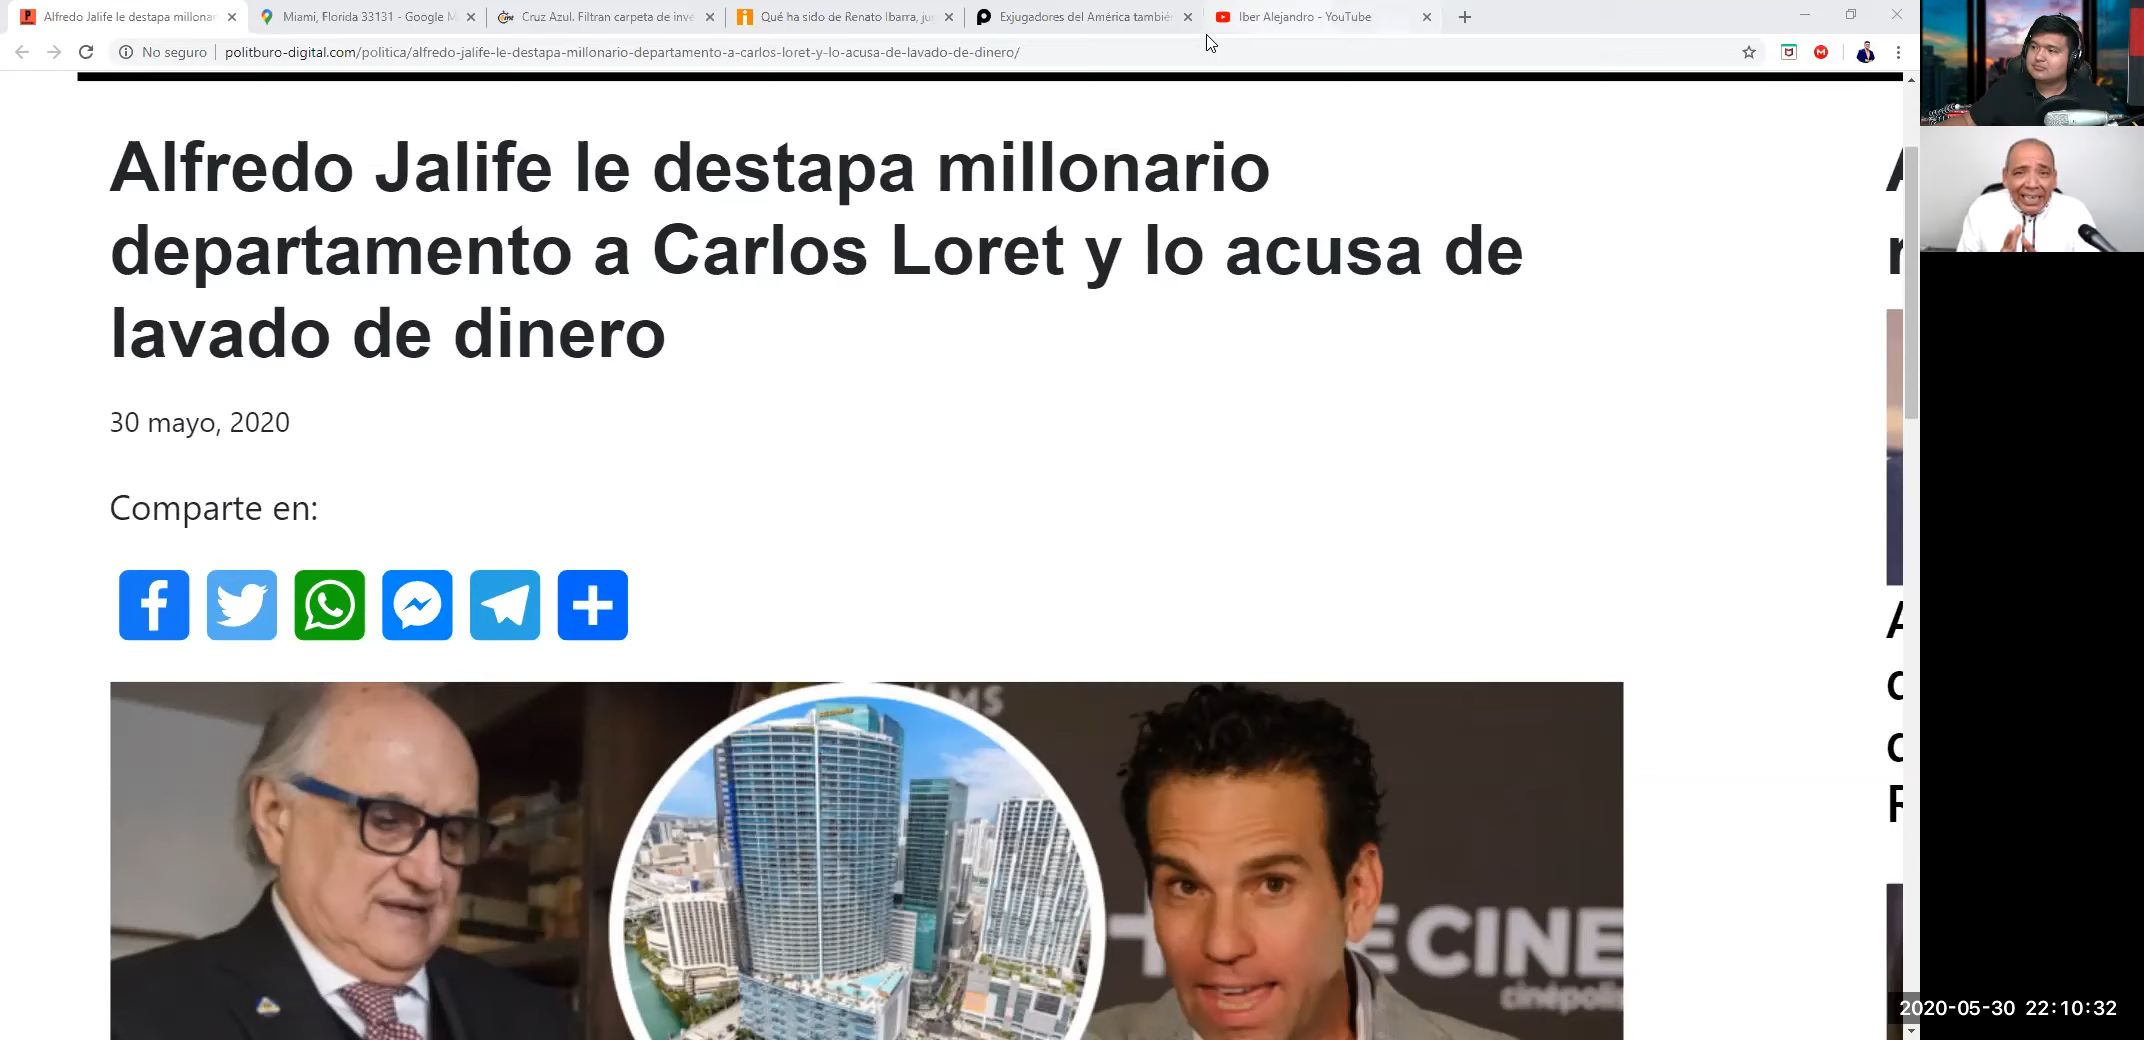 Alfredo Jalife le destapa millonar
Miami, Florida 33131 - Google M
Cruz Azul. Filtran carpeta de inve
Qué ha sido de Renato Ibarra, ju
Exjugadores del América tambié
Iber Alejandro - YouTube
No seguro
politburo-digital.com/politica/alfredo-jalife-le-destapa-millonario-departamento-a-carlos-loret-y-lo-acusa-de-lavado-de-dinero/
Alfredo Jalife le destapa millonario
departamento a Carlos Loret y lo acusa de
lavado de dinero
30 mayo, 2020
Comparte en:
MS
ECINE
cinépolis
2020-05-30 22:10:32